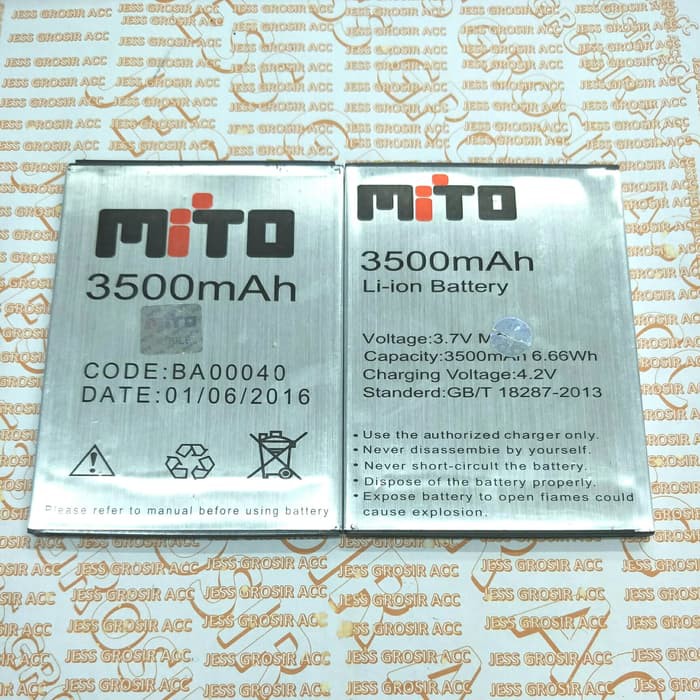 MiTO
3500mAh
MiTO
CODE:BA00040
DATE:01/06/2016
Please refer to manual before using battery
MiTO
3500mAh
Li-ion Battery
Voltage:3.7V
Capacity:3500mAh 6.66Wh
Charging Voltage:4.2V
Standerd:GB/T 18287-2013
• Use the authorized charger only.
• Never disassemble by yourself.
• Never short-circuit the battery.
• Dispose of the battery properly.
• Expose battery to open fiames could
cause explosion.
JESS GROSIR ACC